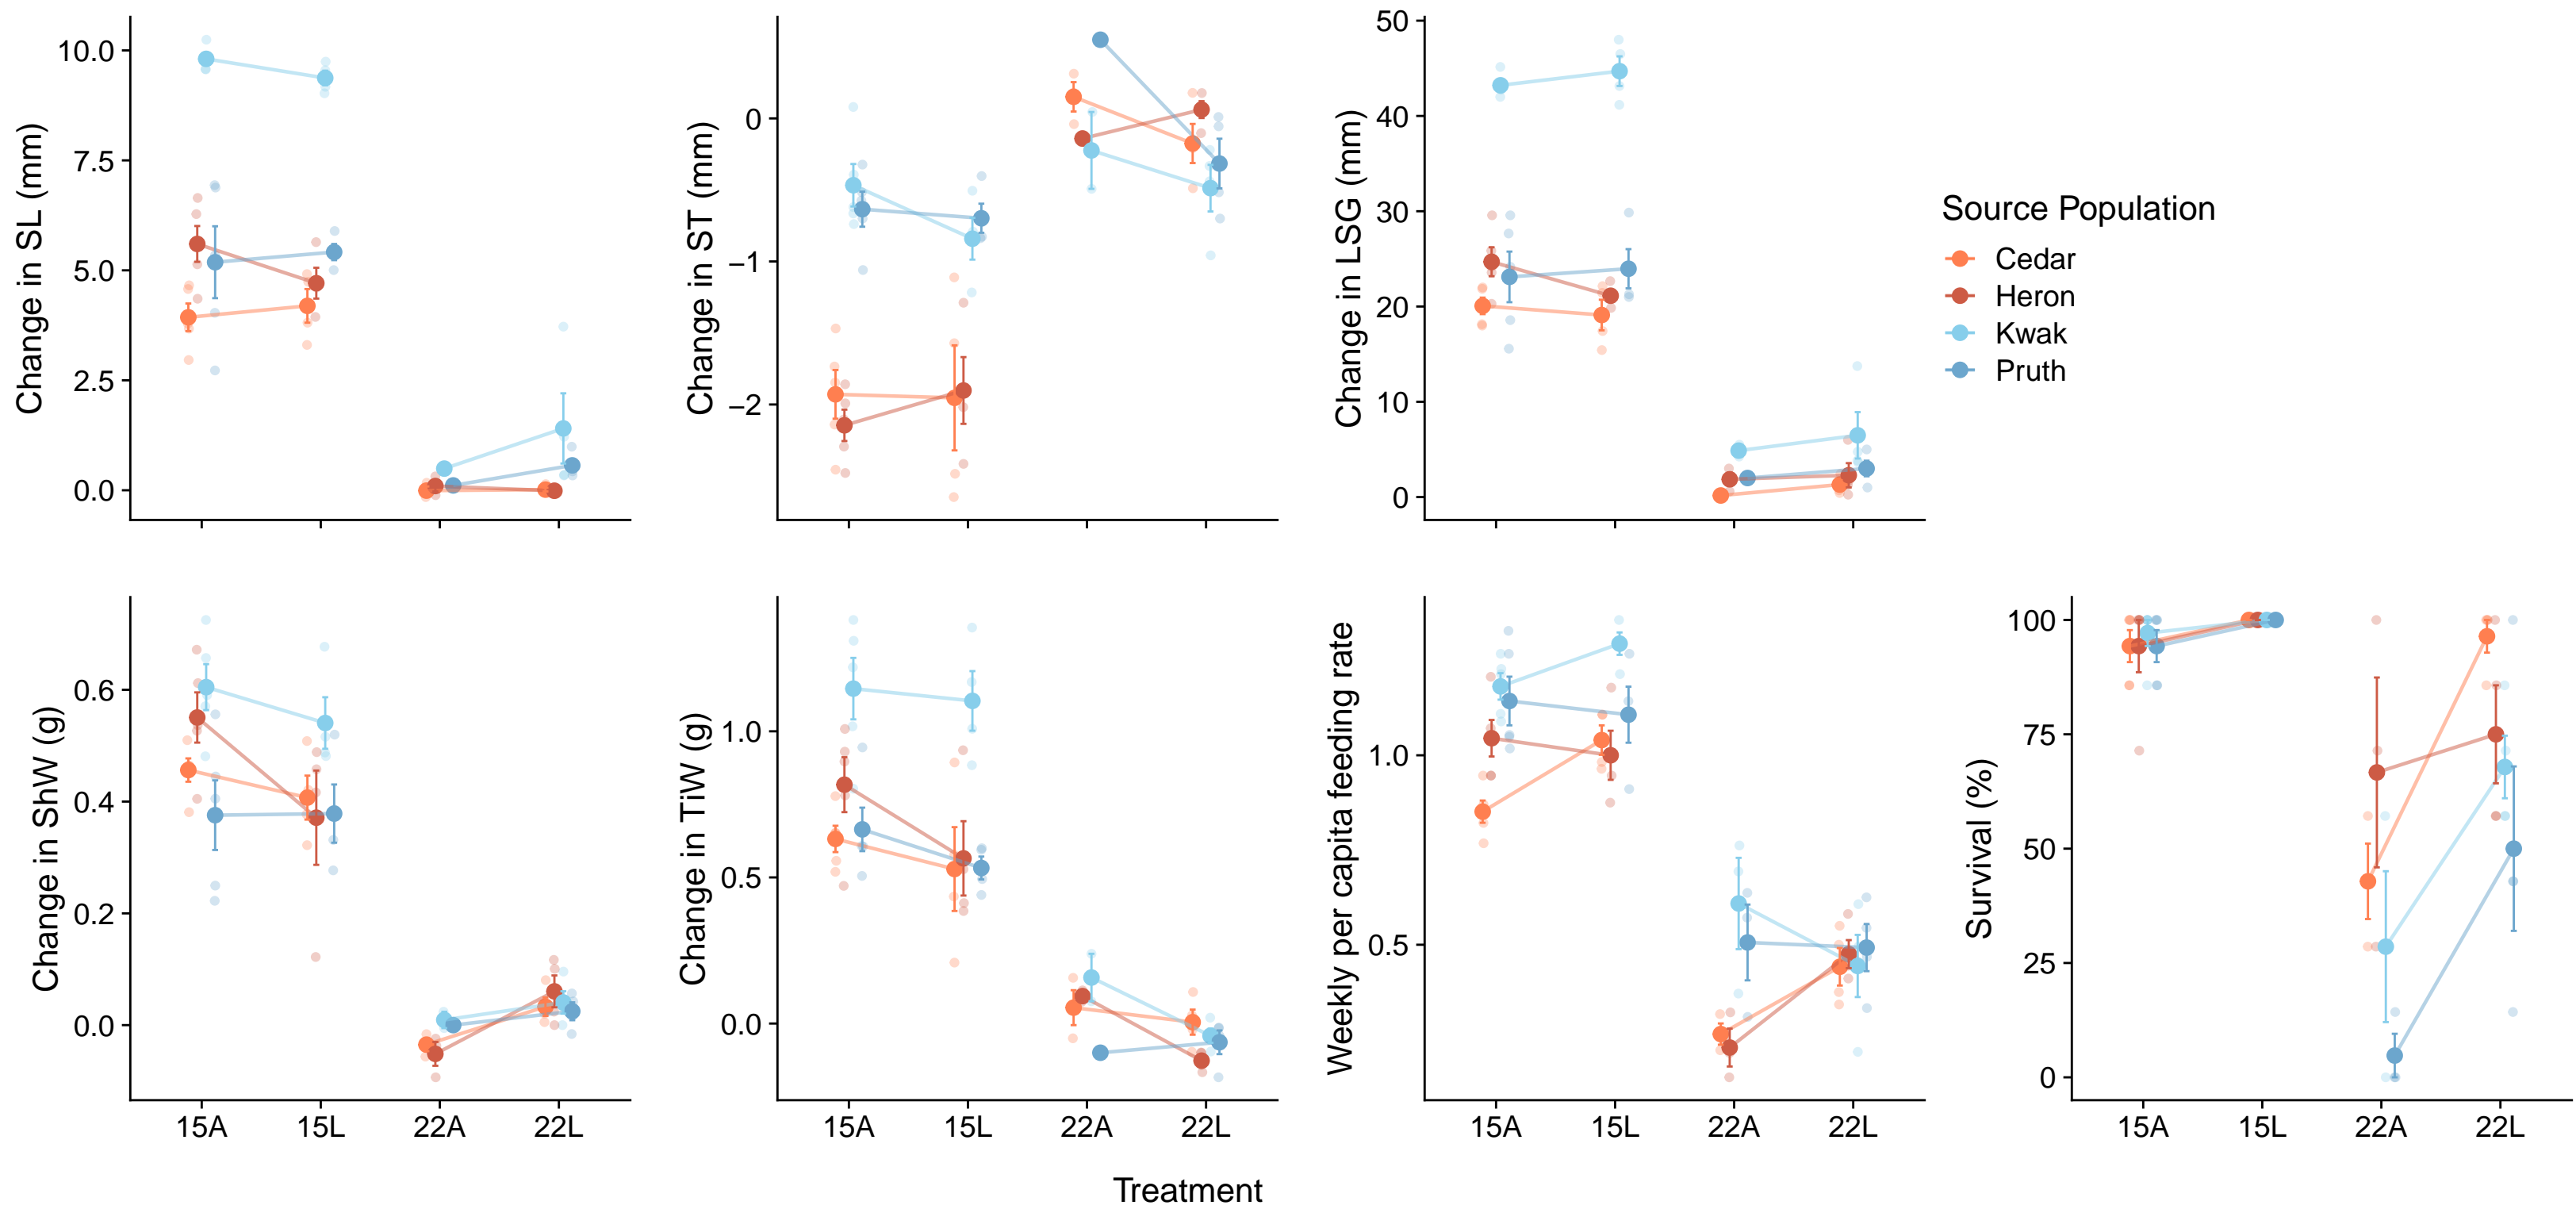 Change in SL (mm)
10.0
7.5
5.0
2.5
0.0
Change in ST (mm)
0
−1
−2
Change in LSG (mm)
50
40
30
20
10
0
Source Population
Cedar
Heron
Kwak
Pruth
Change in ShW (g)
0.6
0.4
0.2
0.0
15A 15L 22A 22L
Change in TiW (g)
1.0
0.5
0.0
15A 15L 22A 22L
Weekly per capita feeding rate
1.0
0.5
15A 15L 22A 22L
Survival (%)
100
75
50
25
0
15A 15L 22A 22L
Treatment